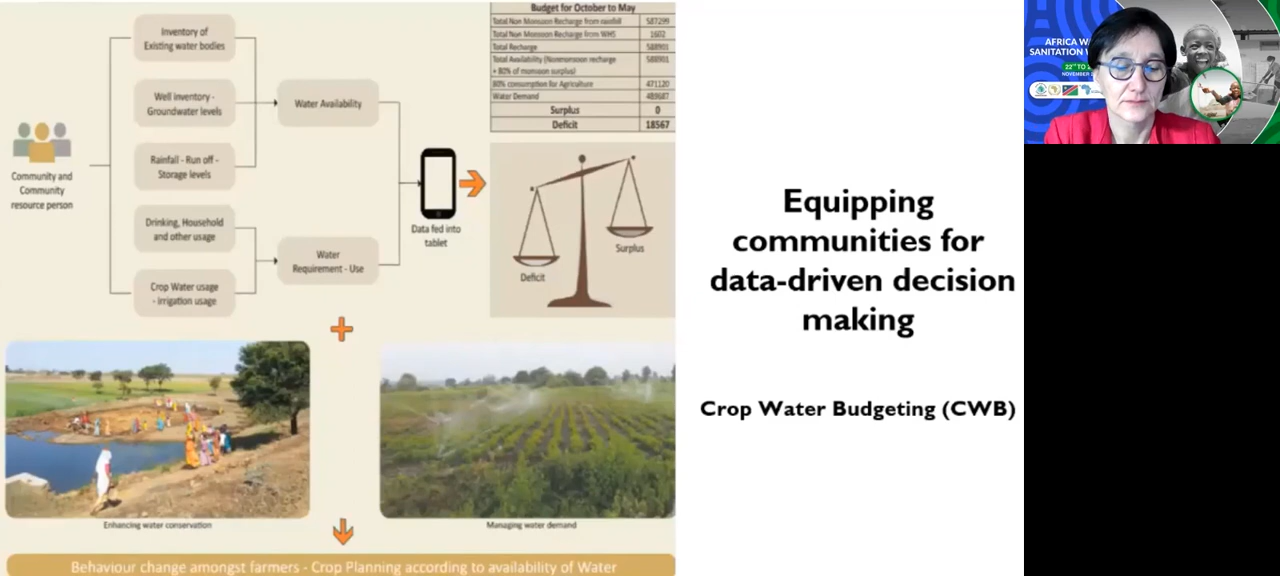 Inventory of
Existing water bodies
Well inventory -
Groundwater levels
Rainfall - Run off -
Storage levels
Drinking, Household
and other usage
Crop Water usage
- irrigation usage
Community and
Community
resource person
Water Availability
Water
Requirement - Use
Data fed into
tablet
Budget for October to May
Total Non Monsoon Recharge from rainfall 587299
Total Non Monsoon Recharge from WHS 1602
Total Recharge 588901
Total Availability (Nonmonsoon recharge 588901
+ 80% of monsoon surplus)
80% consumption for Agriculture 471120
Water Demand 489687
Surplus 0
Deficit 18567
Deficit
Surplus
Enhancing water conservation
Managing water demand
Behaviour change amongst farmers - Crop Planning according to availability of Water
Equipping
communities for
data-driven decision
making
Crop Water Budgeting (CWB)
AFRICA
SANITATION
22ND TO
NOVEMBER